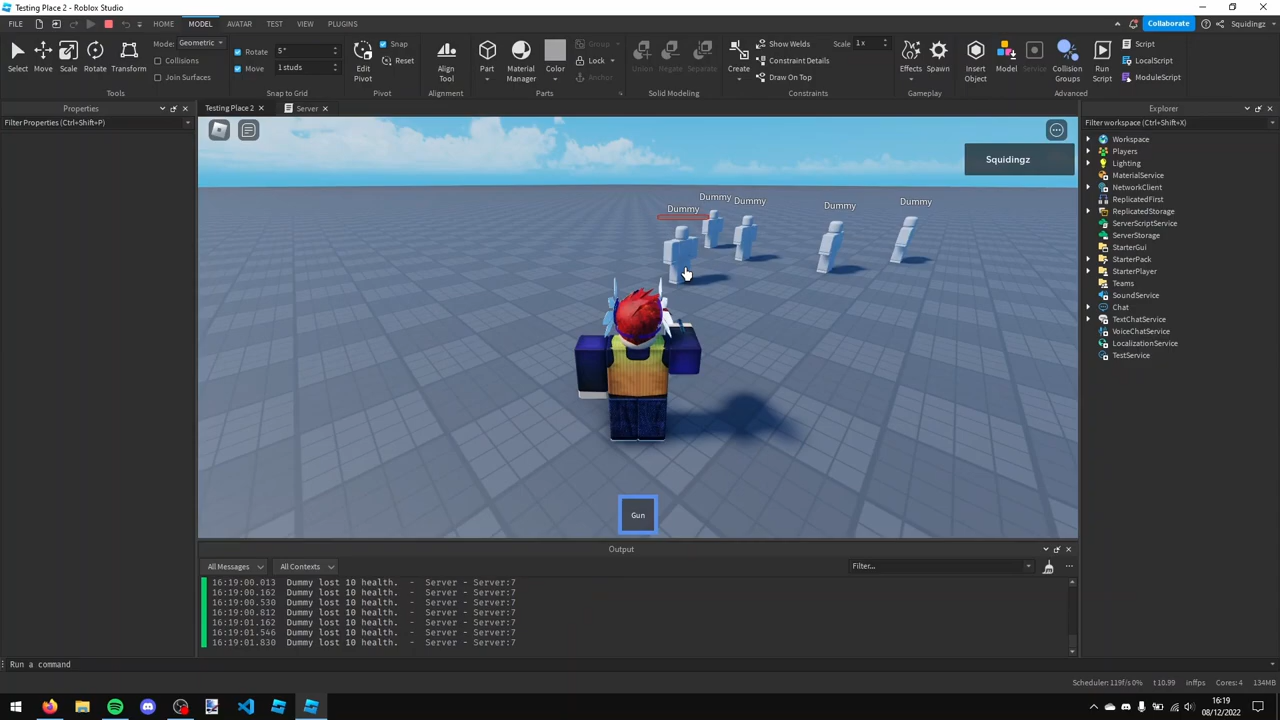 Testing Place 2 - Roblox Studio
FILE HOME MODEL AVATAR TEST VIEW PLUGINS Collaborate Squidingz
Mode: Geometric
Collisions
Join Surfaces
Select Move Scale Rotate Transform
Tools
Rotate 5 °
Move 1 studs
Snap to Grid
Edit Pivot
Snap
Reset
Pivot
Align Tool
Alignment
Part Material Manager Color
Group
Lock
Anchor
Parts
Union Negate Separate
Solid Modeling
Create
Show Welds Scale 1 x
Constraint Details
Draw On Top
Constraints
Effects Spawn
Gameplay
Insert Object Model Service Collision Groups Run Script
Script
LocalScript
ModuleScript
Advanced
Properties
Filter Properties (Ctrl+Shift+P)
Testing Place 2 Server
Squidingz
Dummy
Dummy
Dummy
Dummy
Dummy
Gun
Explorer
Filter workspace (Ctrl+Shift+X)
Workspace
Players
Lighting
MaterialService
NetworkClient
ReplicatedFirst
ReplicatedStorage
ServerScriptService
ServerStorage
StarterGui
StarterPack
StarterPlayer
Teams
SoundService
Chat
TextChatService
VoiceChatService
LocalizationService
TestService
Output
All Messages All Contexts Filter...
16:19:00.013 Dummy lost 10 health. - Server - Server:7
16:19:00.162 Dummy lost 10 health. - Server - Server:7
16:19:00.530 Dummy lost 10 health. - Server - Server:7
16:19:00.812 Dummy lost 10 health. - Server - Server:7
16:19:01.162 Dummy lost 10 health. - Server - Server:7
16:19:01.546 Dummy lost 10 health. - Server - Server:7
16:19:01.830 Dummy lost 10 health. - Server - Server:7
Run a command
Scheduler: 119f/s 0% t 10.99 inffps Cores: 4 134MB
16:19
08/12/2022